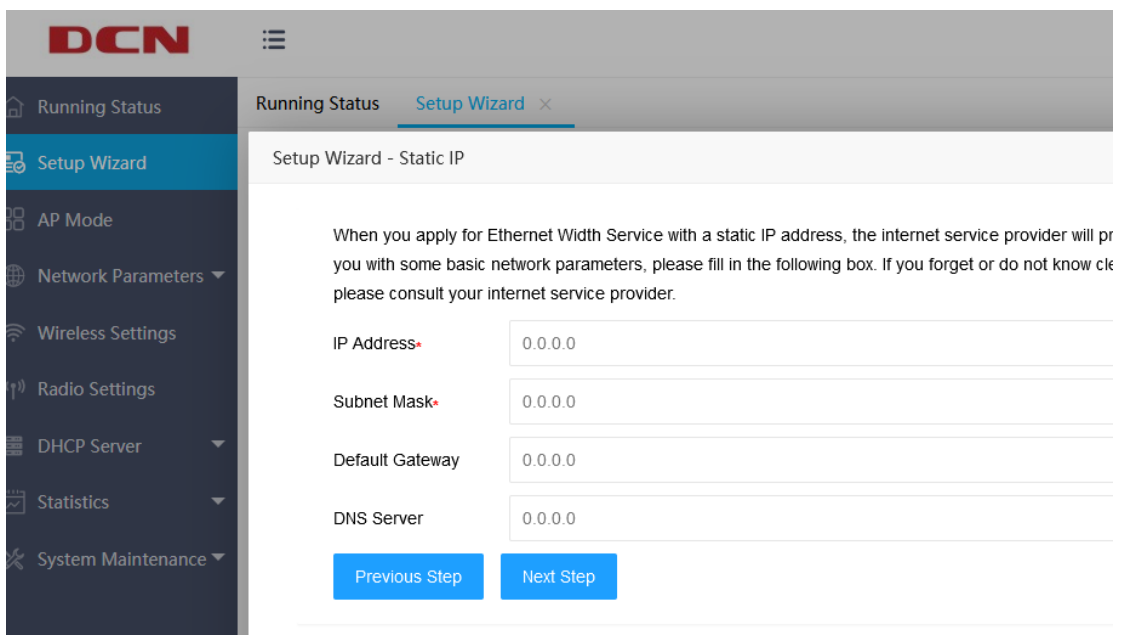 DCN
Running Status
Setup Wizard
AP Mode
Network Parameters
Wireless Settings
Radio Settings
DHCP Server
Statistics
System Maintenance
Running Status Setup Wizard ×
Setup Wizard - Static IP
When you apply for Ethernet Width Service with a static IP address, the internet service provider will pr
you with some basic network parameters, please fill in the following box. If you forget or do not know cle
please consult your internet service provider.
IP Address* 0.0.0.0
Subnet Mask* 0.0.0.0
Default Gateway 0.0.0.0
DNS Server 0.0.0.0
Previous Step Next Step